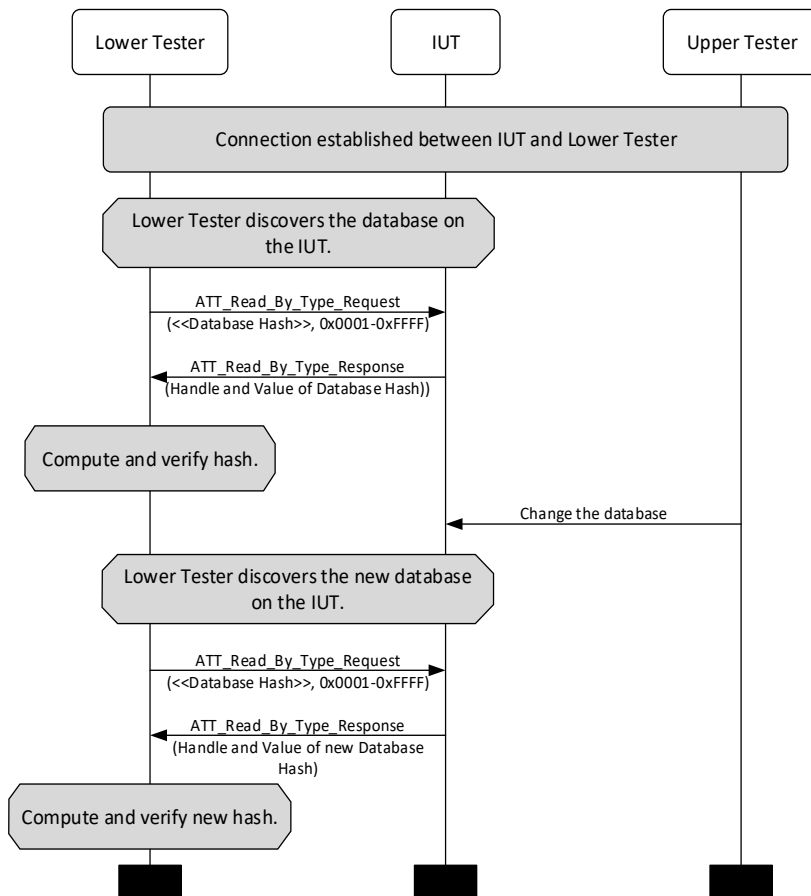 Lower Tester
IUT
Upper Tester
Connection established between IUT and Lower Tester
Lower Tester discovers the database on
the IUT.
ATT_Read_By_Type_Request
(<<Database Hash>>, 0x0001-0xFFFF)
ATT_Read_By_Type_Response
(Handle and Value of Database Hash))
Compute and verify hash.
Change the database
Lower Tester discovers the new database
on the IUT.
ATT_Read_By_Type_Request
(<<Database Hash>>, 0x0001-0xFFFF)
ATT_Read_By_Type_Response
(Handle and Value of new Database
Hash)
Compute and verify new hash.